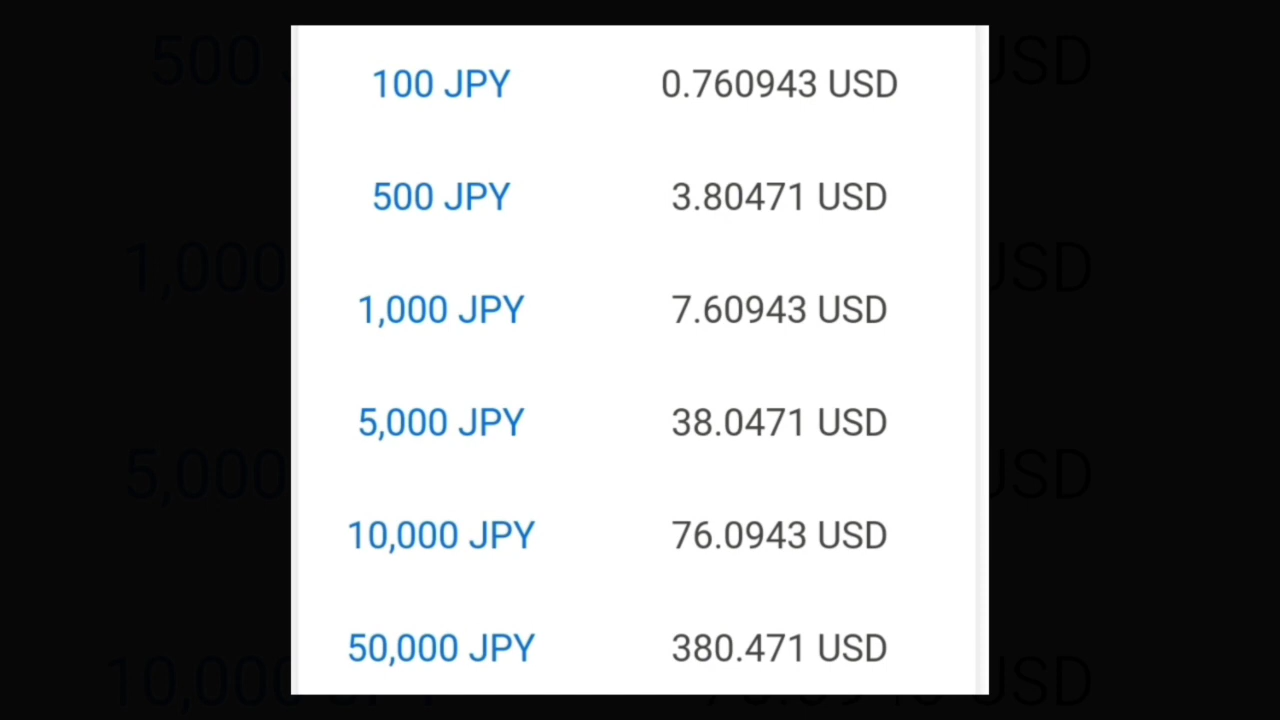 100 JPY 0.760943 USD
500 JPY 3.80471 USD
1,000 JPY 7.60943 USD
5,000 JPY 38.0471 USD
10,000 JPY 76.0943 USD
50,000 JPY 380.471 USD